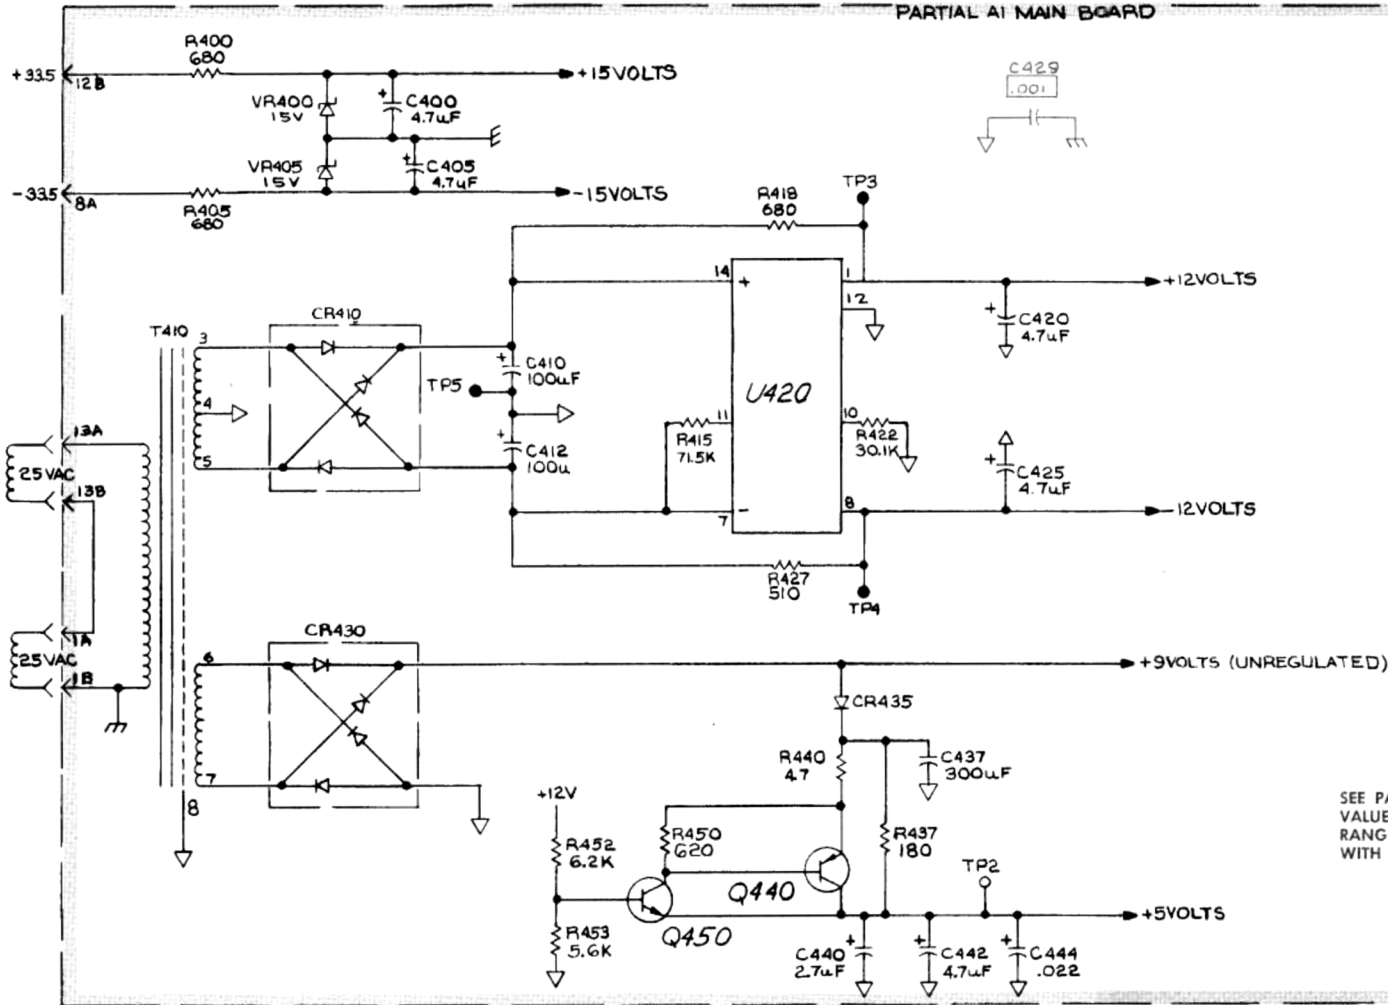 PARTIAL A1 MAIN BOARD
+33.5
12B
R400
680
+15VOLTS
VR400
15V
C400
4.7uF
+
VR405
15V
C405
4.7uF
+
-33.5
8A
R405
680
-15VOLTS
C429
.001
R418
680
TP3
14
+
1
12
+12VOLTS
+
C420
4.7uF
T410
3
4
5
CR410
TP5
+
C410
100uF
+
C412
100u
U420
11
R415
71.5K
10
R422
30.1K
+
C425
4.7uF
7
-
8
-12VOLTS
R427
510
TP4
13A
25VAC
13B
1A
25VAC
1B
6
7
8
CR430
+9VOLTS (UNREGULATED)
CR435
R440
4.7
C437
300uF
R437
180
+12V
R452
6.2K
R450
620
R453
5.6K
Q450
Q440
TP2
+5VOLTS
C440
2.7uF
+
C442
4.7uF
+
C444
.022
+
SEE
VALUE
RANG
WITH